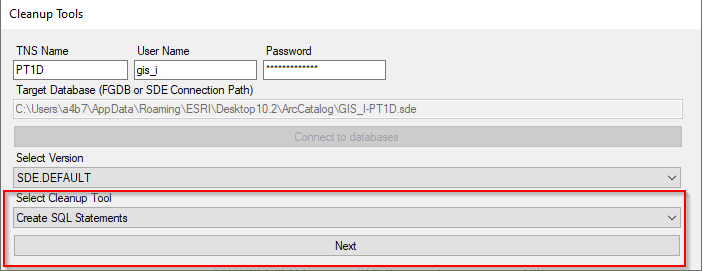 Cleanup Tools
TNS Name User Name Password
PT1D gis_i *************
Target Database (FGDB or SDE Connection Path)
C:\Users\a4b7\AppData\Roaming\ESRI\Desktop10.2\ArcCatalog\GIS_I-PT1D.sde
Connect to databases
Select Version
SDE.DEFAULT
Select Cleanup Tool
Create SQL Statements
Next